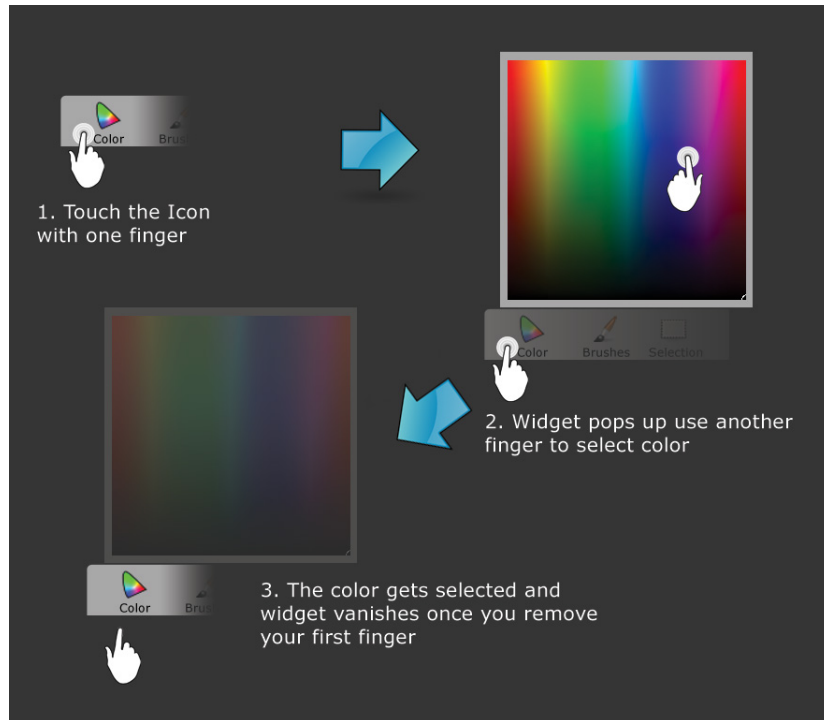 Color
1. Touch the Icon
with one finger
Color Brushes Selection
2. Widget pops up use another
finger to select color
Color
3. The color gets selected and
widget vanishes once you remove
your first finger